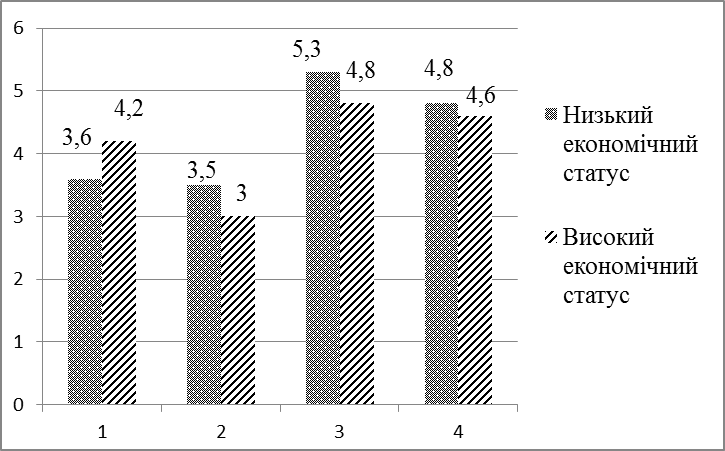 6
5
4
3
2
1
0
3,6
4,2
3,5
3
5,3
4,8
4,8
4,6
1 2 3 4
Низький
економічний
статус
Високий
економічний
статус